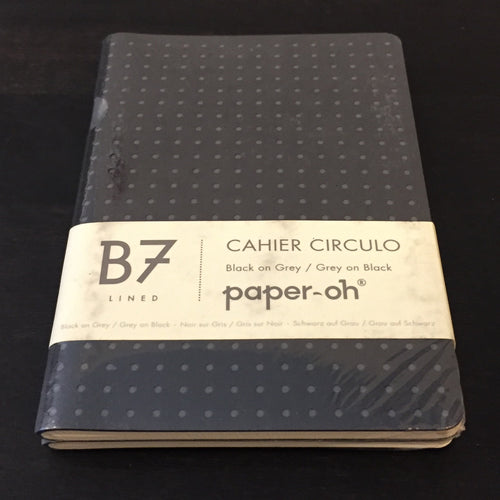 B7
LINED
CAHIER CIRCULO
Black on Grey / Grey on Black
paper-oh®
Black on Grey / Grey on Black - Noir sur Gris / Gris sur Noir - Schwarz auf Grau / Grau auf Schwarz